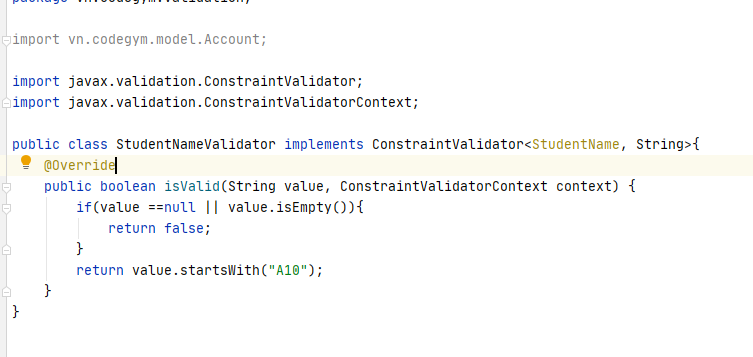 package vn.codegym.validation;
import vn.codegym.model.Account;
import javax.validation.ConstraintValidator;
import javax.validation.ConstraintValidatorContext;
public class StudentNameValidator implements ConstraintValidator<StudentName, String>{
@Override
public boolean isValid(String value, ConstraintValidatorContext context) {
if(value ==null || value.isEmpty()){
return false;
}
return value.startsWith("A10");
}
}